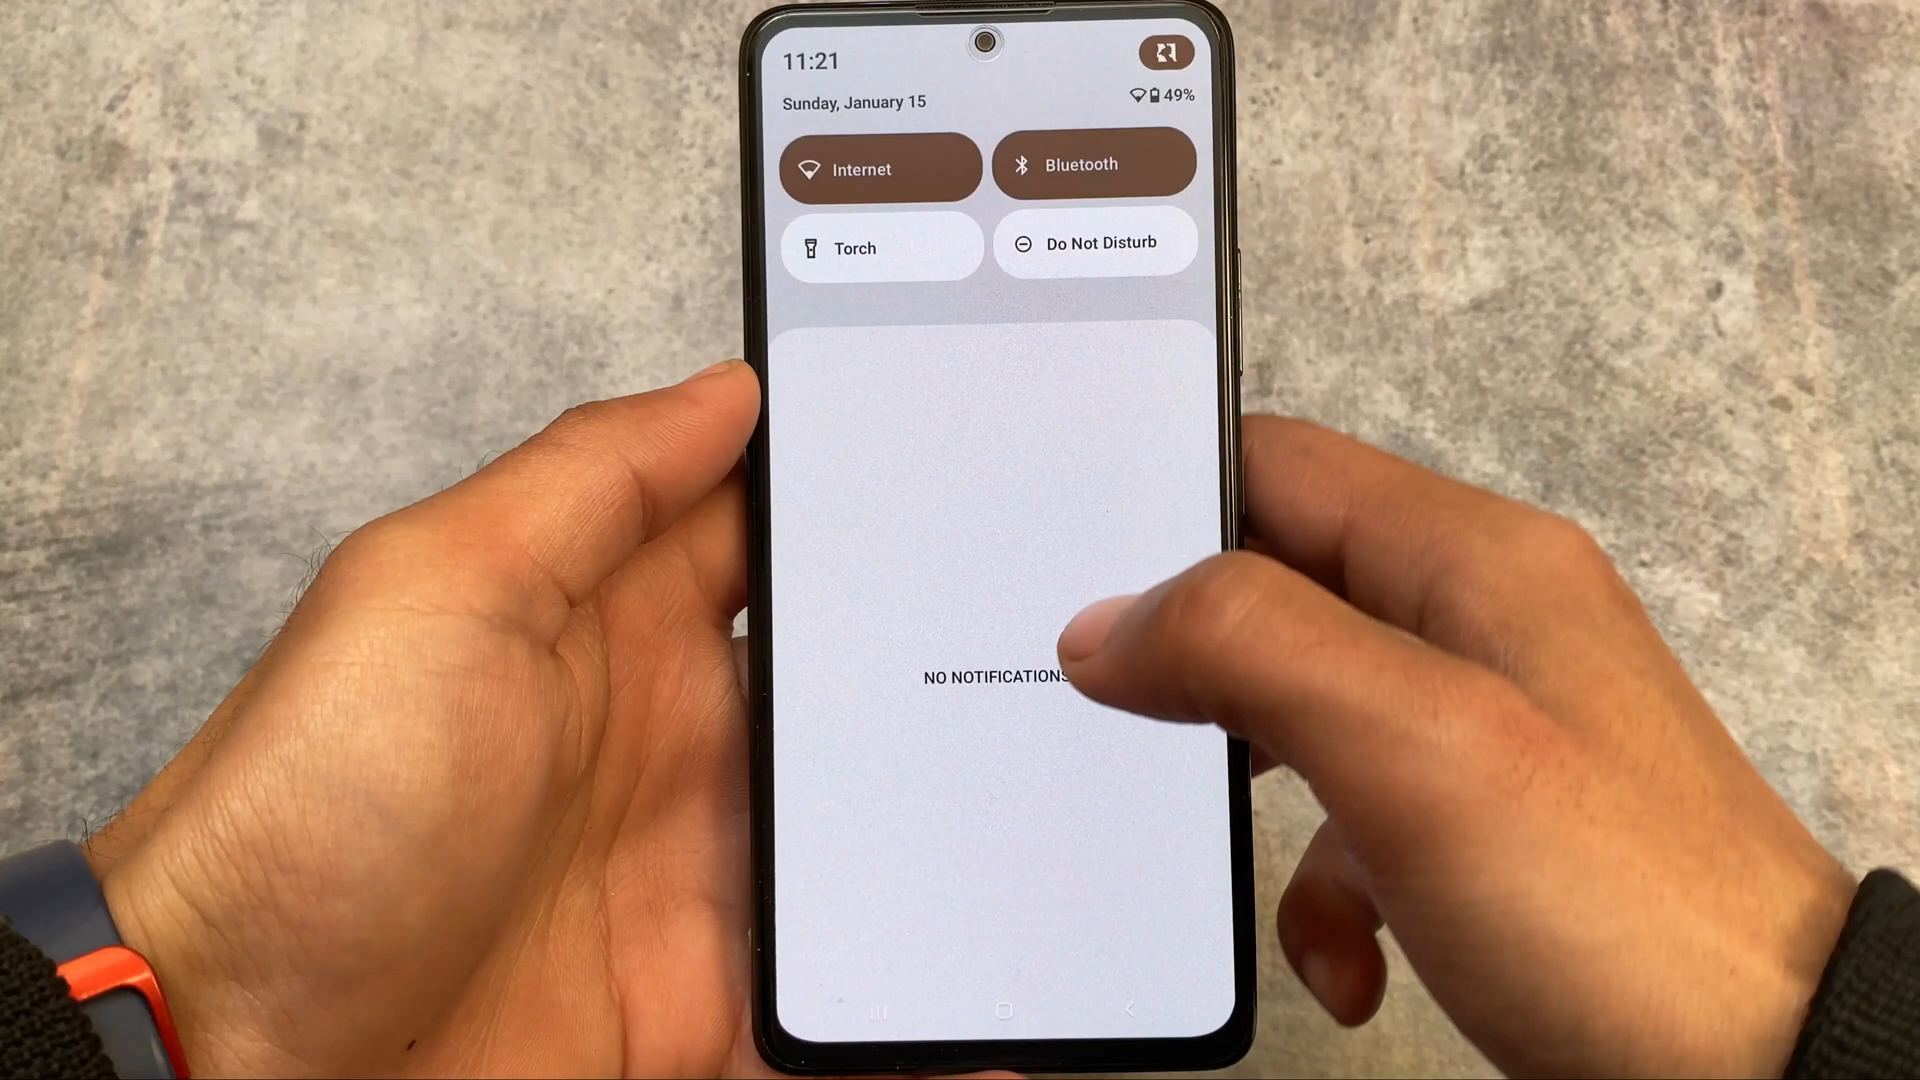 11:21
Sunday, January 15
49%
Internet
Bluetooth
Torch
Do Not Disturb
NO NOTIFICATIONS